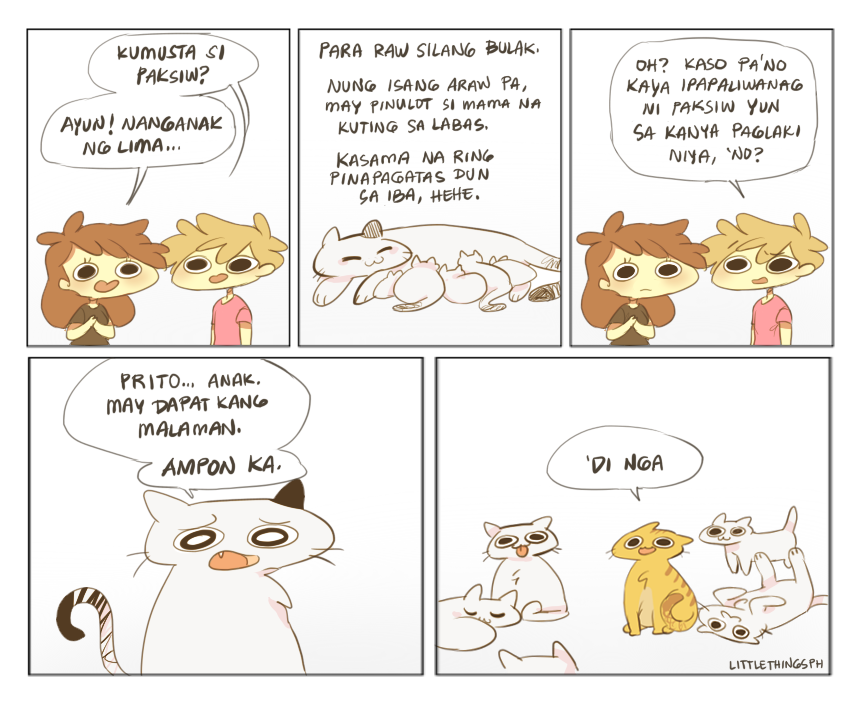 KUMUSTA SI
PAKSIW?
AYUN! NANGANAK
NG LIMA...
PARA RAW SILANG BULAK.
NUNG ISANG ARAW PA,
MAY PINULOT SI MAMA NA
KUTING SA LABAS.
KASAMA NA RING
PINAPAGATAS DUN
SA IBA, HEHE.
OH? KASO PA'NO
KAYA IPAPALIWANAG
NI PAKSIW YUN
SA KANYA PAGLAKI
NIYA, 'NO?
PRITO... ANAK.
MAY DAPAT KANG
MALAMAN.
AMPON KA.
'DI NGA
LITTLETHINGSPH